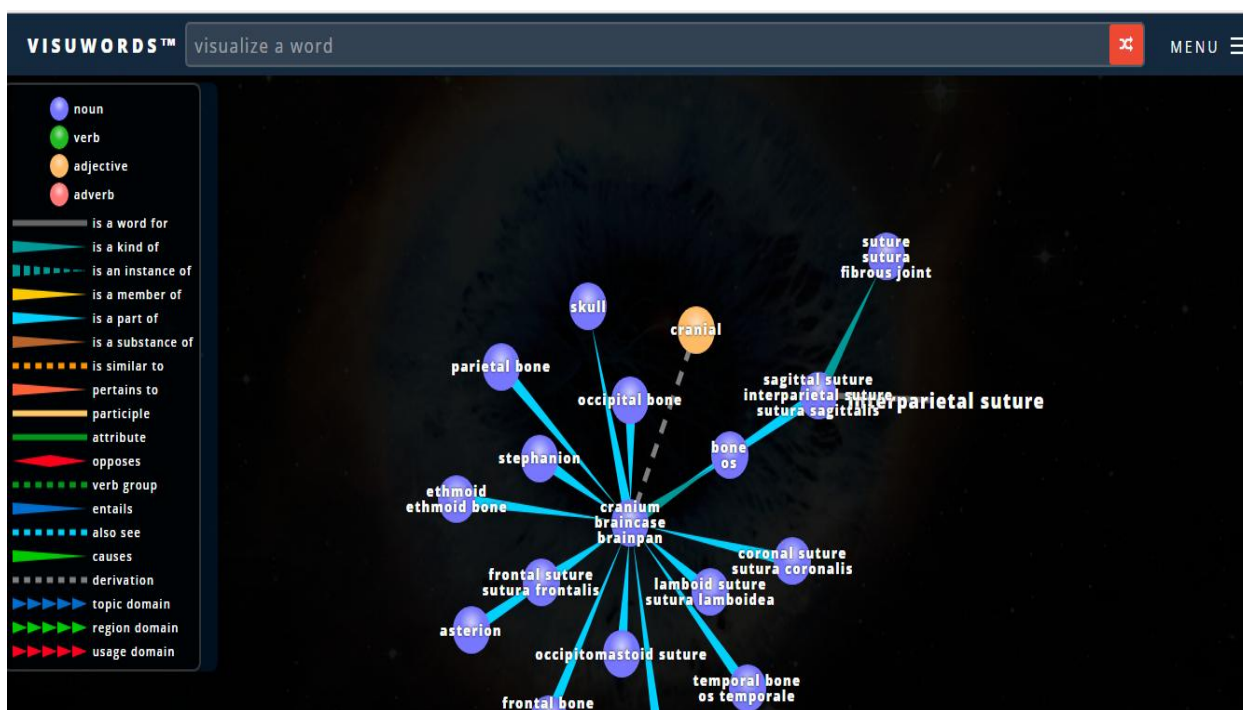 VISUWORDS™
visualize a word
MENU
noun
verb
adjective
adverb
is a word for
is a kind of
is an instance of
is a member of
is a part of
is a substance of
is similar to
pertains to
participle
attribute
opposes
verb group
entails
also see
causes
derivation
topic domain
region domain
usage domain
suture
sutura
fibrous joint
skull
cranial
parietal bone
occipital bone
sagittal suture
interparietal suture
sutura sagittalis
interparietal suture
bone
os
stephanion
ethmoid
ethmoid bone
cranium
braincase
brainpan
coronal suture
sutura coronalis
frontal suture
sutura frontalis
lamboid suture
sutura lamboidea
asterion
occipitomastoid suture
temporal bone
os temporale
frontal bone